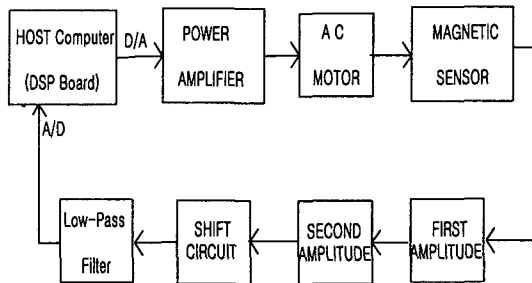 HOST Computer
(DSP Board)
D/A
POWER
AMPLIFIER
A C
MOTOR
MAGNETIC
SENSOR
A/D
Low-Pass
Filter
SHIFT
CIRCUIT
SECOND
AMPLITUDE
FIRST
AMPLITUDE